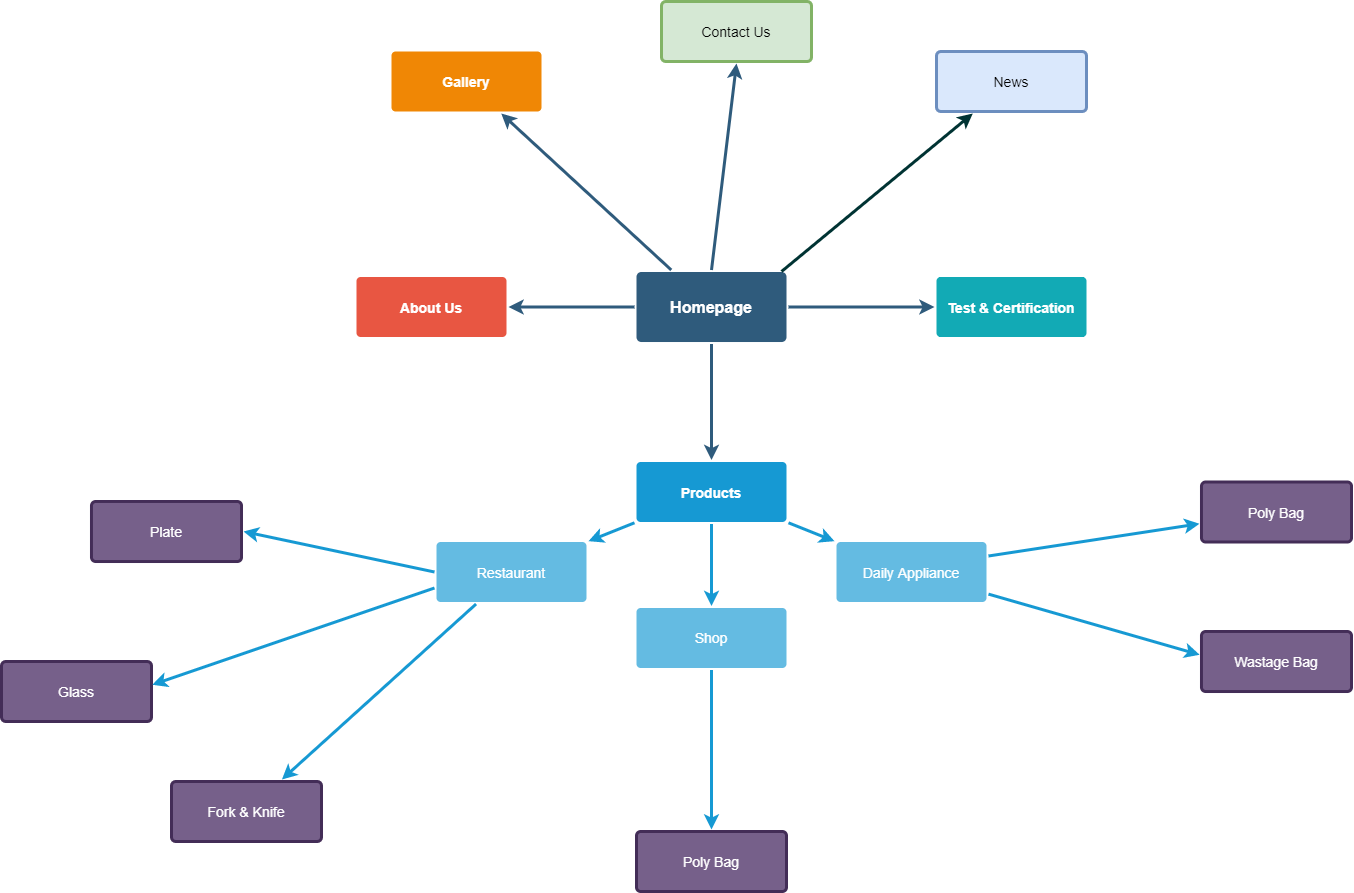 Contact Us
Gallery
News
About Us
Homepage
Test & Certification
Products
Poly Bag
Plate
Restaurant
Daily Appliance
Shop
Wastage Bag
Glass
Fork & Knife
Poly Bag